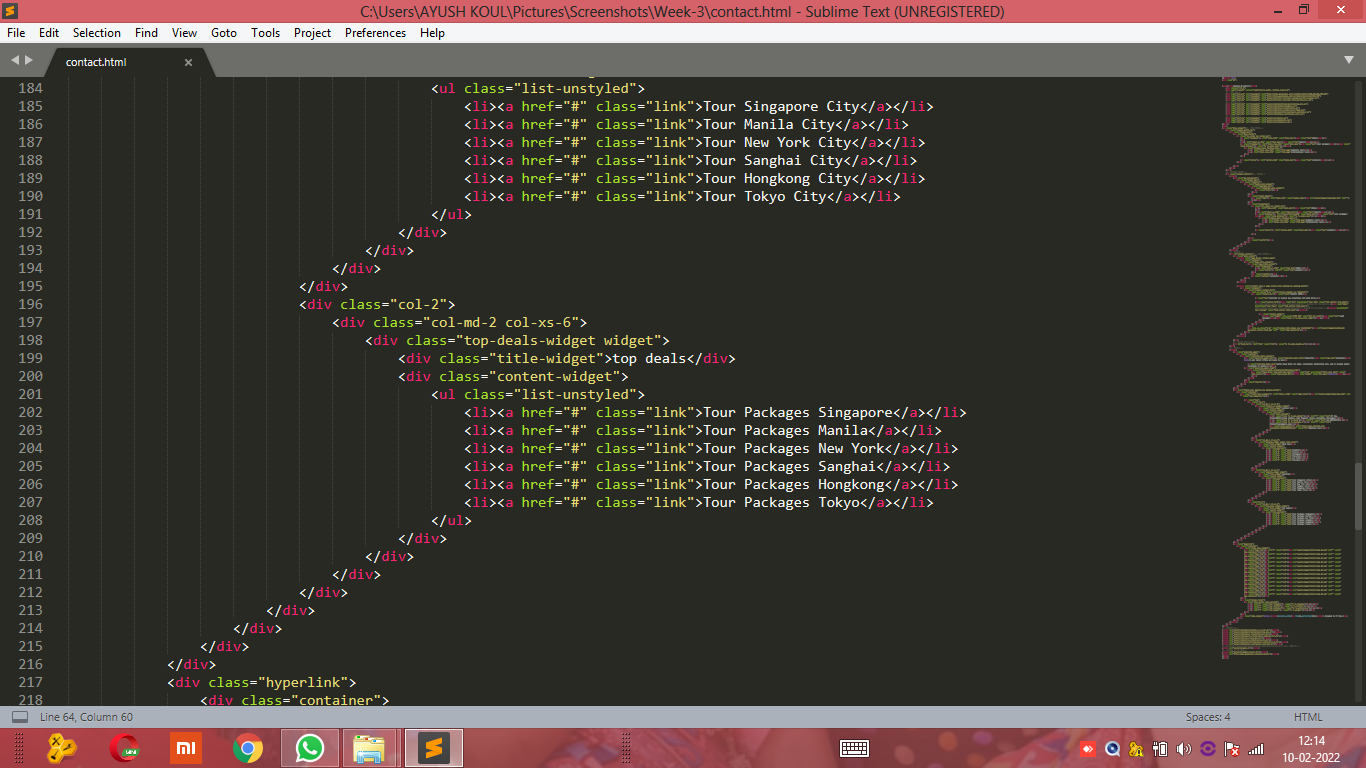 C:\Users\AYUSH KOUL\Pictures\Screenshots\Week-3\contact.html - Sublime Text (UNREGISTERED)
File Edit Selection Find View Goto Tools Project Preferences Help
contact.html
184 <ul class="list-unstyled">
185 <li><a href="#" class="link">Tour Singapore City</a></li>
186 <li><a href="#" class="link">Tour Manila City</a></li>
187 <li><a href="#" class="link">Tour New York City</a></li>
188 <li><a href="#" class="link">Tour Sanghai City</a></li>
189 <li><a href="#" class="link">Tour Hongkong City</a></li>
190 <li><a href="#" class="link">Tour Tokyo City</a></li>
191 </ul>
192 </div>
193 </div>
194 </div>
195 </div>
196 <div class="col-2">
197 <div class="col-md-2 col-xs-6">
198 <div class="top-deals-widget widget">
199 <div class="title-widget">top deals</div>
200 <div class="content-widget">
201 <ul class="list-unstyled">
202 <li><a href="#" class="link">Tour Packages Singapore</a></li>
203 <li><a href="#" class="link">Tour Packages Manila</a></li>
204 <li><a href="#" class="link">Tour Packages New York</a></li>
205 <li><a href="#" class="link">Tour Packages Sanghai</a></li>
206 <li><a href="#" class="link">Tour Packages Hongkong</a></li>
207 <li><a href="#" class="link">Tour Packages Tokyo</a></li>
208 </ul>
209 </div>
210 </div>
211 </div>
212 </div>
213 </div>
214 </div>
215 </div>
216 </div>
217 <div class="hyperlink">
218 <div class="container">
Line 64, Column 60 Spaces: 4 HTML
mi
12:14
10-02-2022